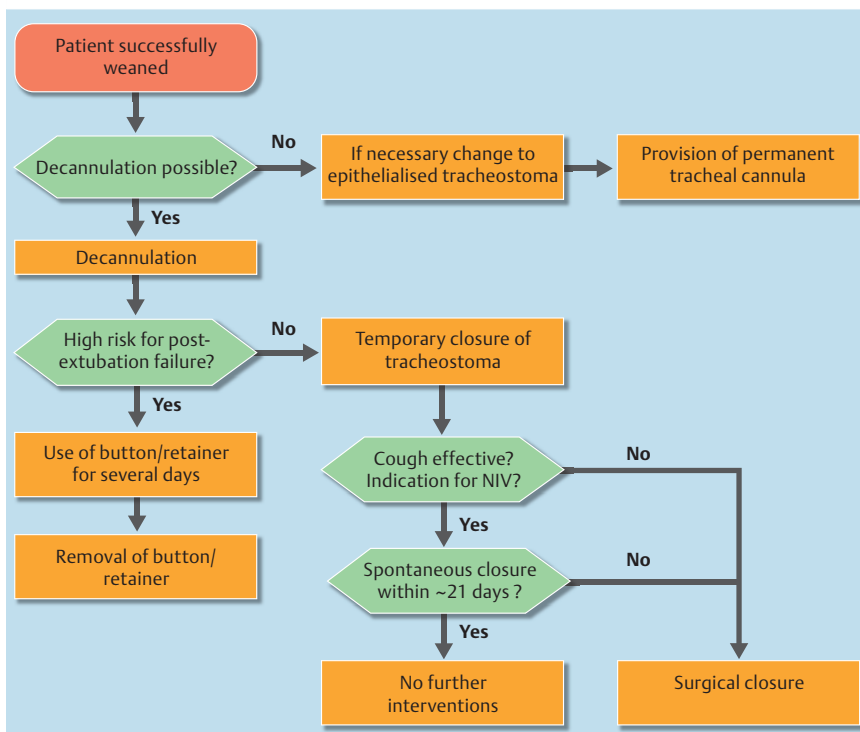 Patient successfully
weaned
Decannulation possible?
No
If necessary change to
epithelialised tracheostoma
Provision of permanent
tracheal cannula
Yes
Decannulation
High risk for post-
extubation failure?
No
Temporary closure of
tracheostoma
Yes
Use of button/retainer
for several days
Removal of button/
retainer
Cough effective?
Indication for NIV?
No
Yes
Spontaneous closure
within ~21 days ?
No
Yes
No further
interventions
Surgical closure